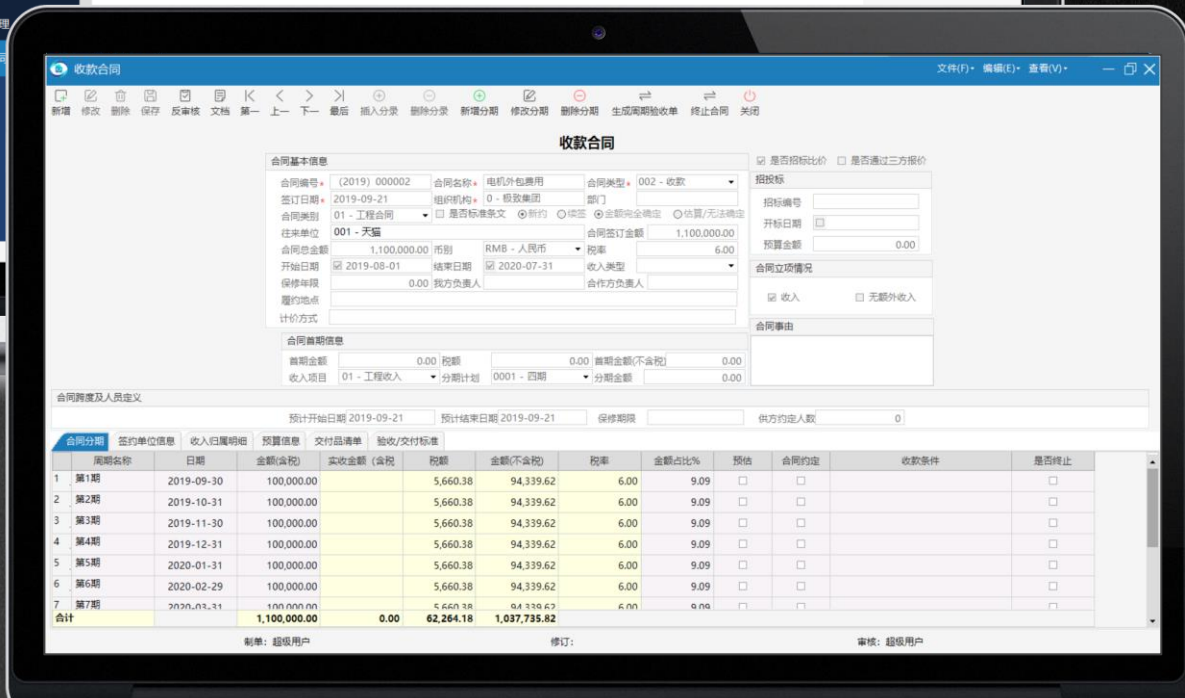 理
收款合同 文件(F) 编辑(E) 查看(V)
新增 修改 删除 保存 反审核 文档 第一 上一 下一 最后 插入分录 删除分录 新增分期 修改分期 删除分期 生成周期验收单 终止合同 关闭
收款合同
合同基本信息
合同编号* (2019) 000002 合同名称* 电机外包费用 合同类型* 002 - 收款
签订日期* 2019-09-21 组织机构* 0 - 极致集团 部门
合同类别 01 - 工程合同 是否标准条文 新约 续签 金额完全确定 估算/无法确定
往来单位 001 - 天猫 合同签订金额 1,100,000.00
合同总金额 1,100,000.00 币别 RMB - 人民币 税率 6.00
开始日期 2019-08-01 结束日期 2020-07-31 收入类型
保修年限 0.00 我方负责人 合作方负责人
履约地点
计价方式
是否招标比价 是否通过三方报价
招投标
招标编号
开标日期
预算金额 0.00
合同立项情况
收入 无额外收入
合同事由
合同首期信息
首期金额 0.00 税额 0.00 首期金额(不含税) 0.00
收入项目 01 - 工程收入 分期计划 0001 - 四期 分期金额 0.00
合同跨度及人员定义
预计开始日期 2019-09-21 预计结束日期 2019-09-21 保修期限 供方约定人数 0
合同分期 签约单位信息 收入归属明细 预算信息 交付品清单 验收/交付标准
周期名称 日期 金额(含税) 实收金额（含税 税额 金额(不含税) 税率 金额占比% 预估 合同约定 收款条件 是否终止
1 第1期 2019-09-30 100,000.00 5,660.38 94,339.62 6.00 9.09
2 第2期 2019-10-31 100,000.00 5,660.38 94,339.62 6.00 9.09
3 第3期 2019-11-30 100,000.00 5,660.38 94,339.62 6.00 9.09
4 第4期 2019-12-31 100,000.00 5,660.38 94,339.62 6.00 9.09
5 第5期 2020-01-31 100,000.00 5,660.38 94,339.62 6.00 9.09
6 第6期 2020-02-29 100,000.00 5,660.38 94,339.62 6.00 9.09
7 第7期 2020-03-31 100,000.00 5,660.38 94,339.62 6.00 9.09
合计 1,100,000.00 0.00 62,264.18 1,037,735.82
制单: 超级用户 修订: 审核: 超级用户